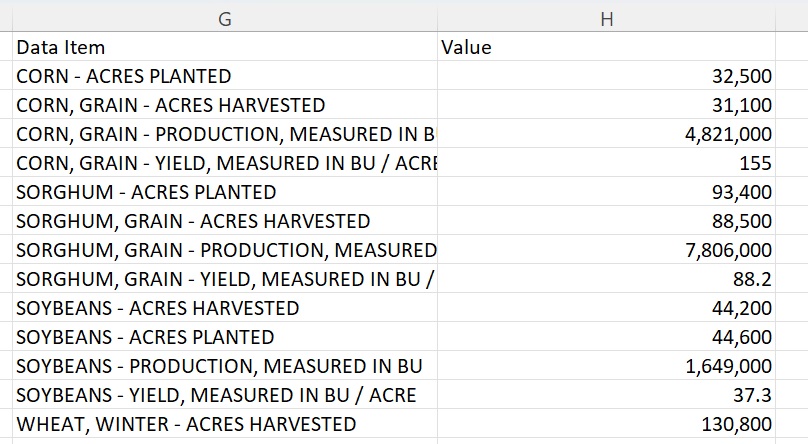 G H
Data Item Value
CORN - ACRES PLANTED 32,500
CORN, GRAIN - ACRES HARVESTED 31,100
CORN, GRAIN - PRODUCTION, MEASURED IN B 4,821,000
CORN, GRAIN - YIELD, MEASURED IN BU / ACRE 155
SORGHUM - ACRES PLANTED 93,400
SORGHUM, GRAIN - ACRES HARVESTED 88,500
SORGHUM, GRAIN - PRODUCTION, MEASURED 7,806,000
SORGHUM, GRAIN - YIELD, MEASURED IN BU / 88.2
SOYBEANS - ACRES HARVESTED 44,200
SOYBEANS - ACRES PLANTED 44,600
SOYBEANS - PRODUCTION, MEASURED IN BU 1,649,000
SOYBEANS - YIELD, MEASURED IN BU / ACRE 37.3
WHEAT, WINTER - ACRES HARVESTED 130,800